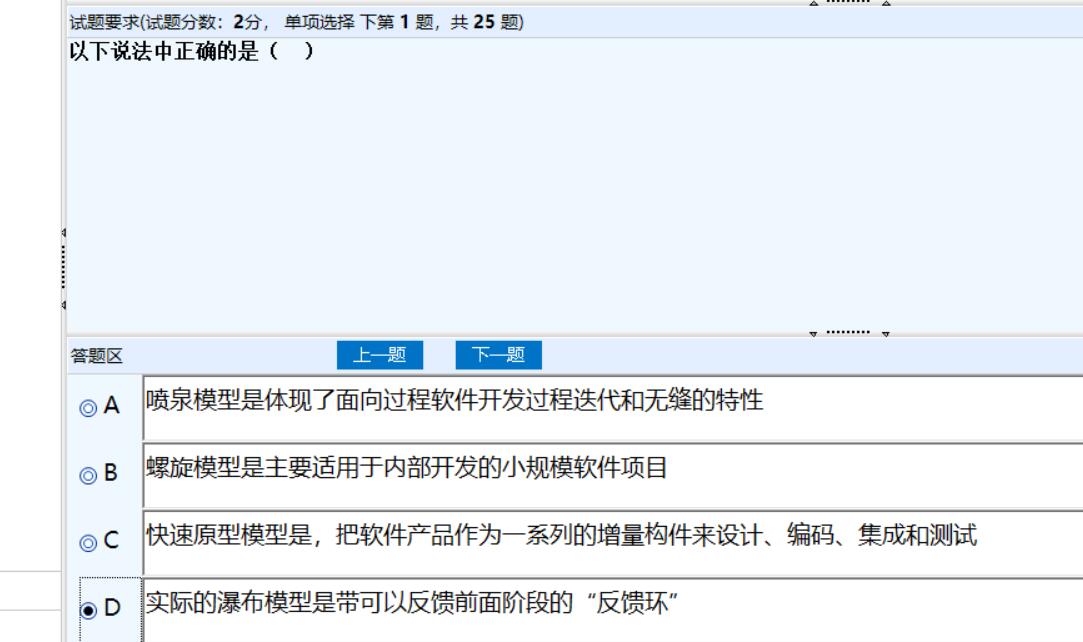 试题要求(试题分数：2分， 单项选择 下第 1 题，共 25 题)
以下说法中正确的是（ ）
答题区 上一题 下一题
A 喷泉模型是体现了面向过程软件开发过程迭代和无缝的特性
B 螺旋模型是主要适用于内部开发的小规模软件项目
C 快速原型模型是，把软件产品作为一系列的增量构件来设计、编码、集成和测试
D 实际的瀑布模型是带可以反馈前面阶段的“反馈环”